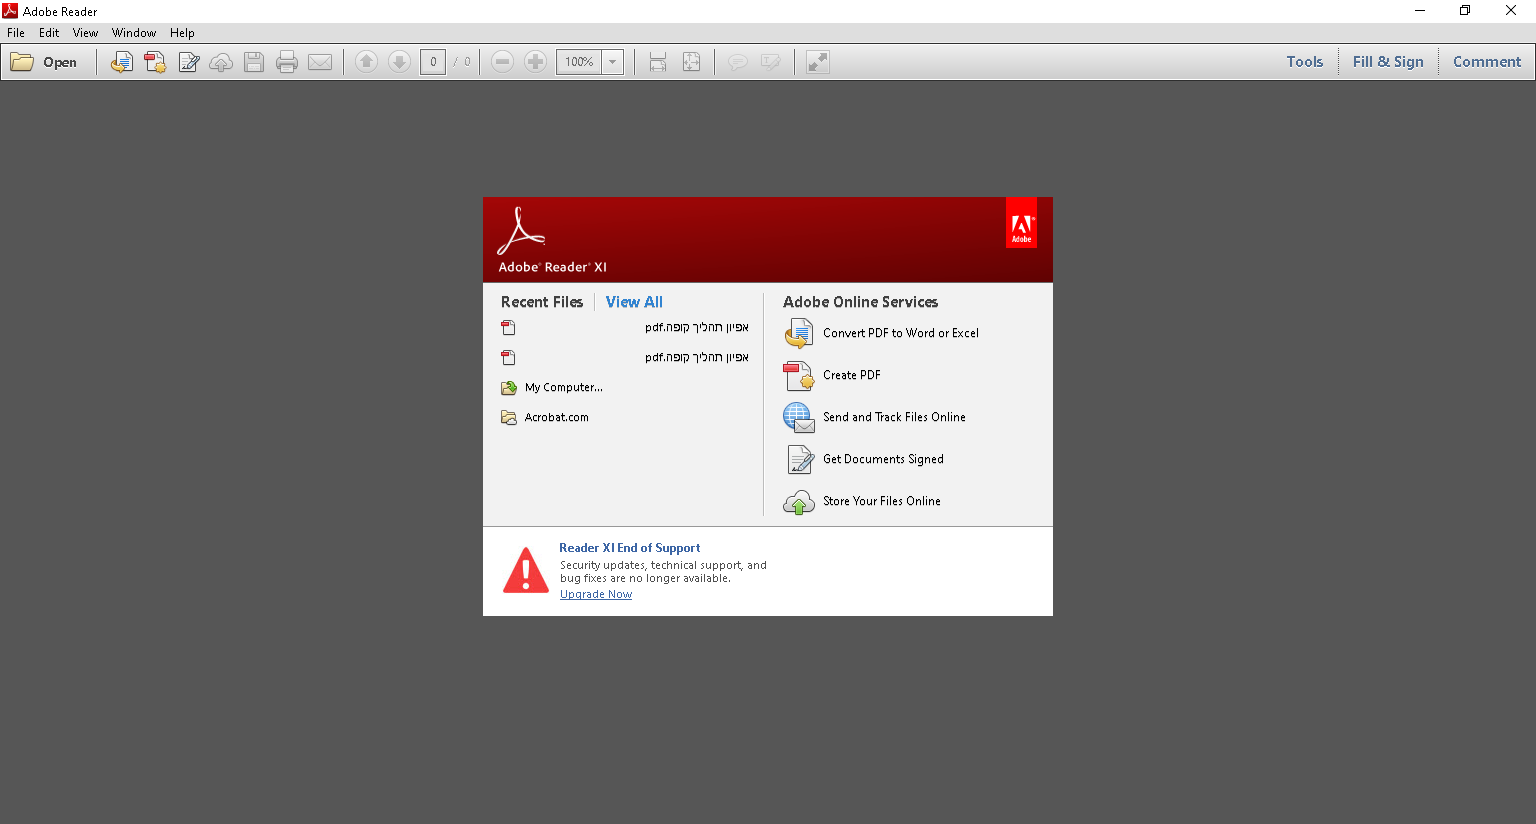 Adobe Reader
File Edit View Window Help
Open 0 / 0 100% Tools Fill & Sign Comment
Adobe
Adobe® Reader® XI
Recent Files View All
אפיון תהליך קופה.pdf
אפיון תהליך קופה.pdf
My Computer...
Acrobat.com
Adobe Online Services
Convert PDF to Word or Excel
Create PDF
Send and Track Files Online
Get Documents Signed
Store Your Files Online
Reader XI End of Support
Security updates, technical support, and
bug fixes are no longer available.
Upgrade Now